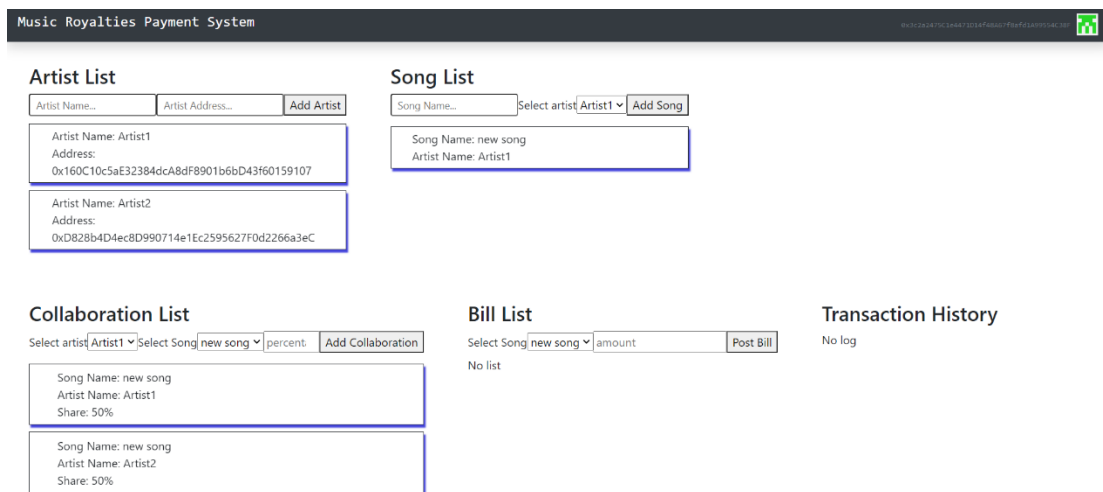 Music Royalties Payment System
Artist List
Artist Name...
Artist Address...
Add Artist
Artist Name: Artist1
Address:
0x160C10c5aE32384dcA8dF8901b6bD43f60159107
Artist Name: Artist2
Address:
0xD828b4D4ec8D990714e1Ec2595627F0d2266a3eC
Song List
Song Name...
Select artist Artist1
Add Song
Song Name: new song
Artist Name: Artist1
Collaboration List
Select artist Artist1 Select Song new song percent
Add Collaboration
Song Name: new song
Artist Name: Artist1
Share: 50%
Song Name: new song
Artist Name: Artist2
Share: 50%
Bill List
Select Song new song amount
Post Bill
No list
Transaction History
No log